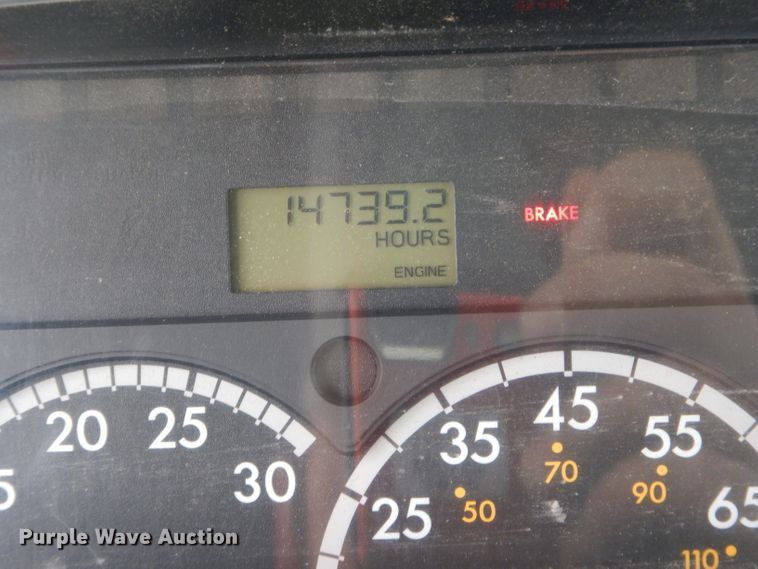 14739.2
HOURS
ENGINE
BRAKE
20 25 30
25 35 45 55 65
50 70 90 110
Purple Wave Auction